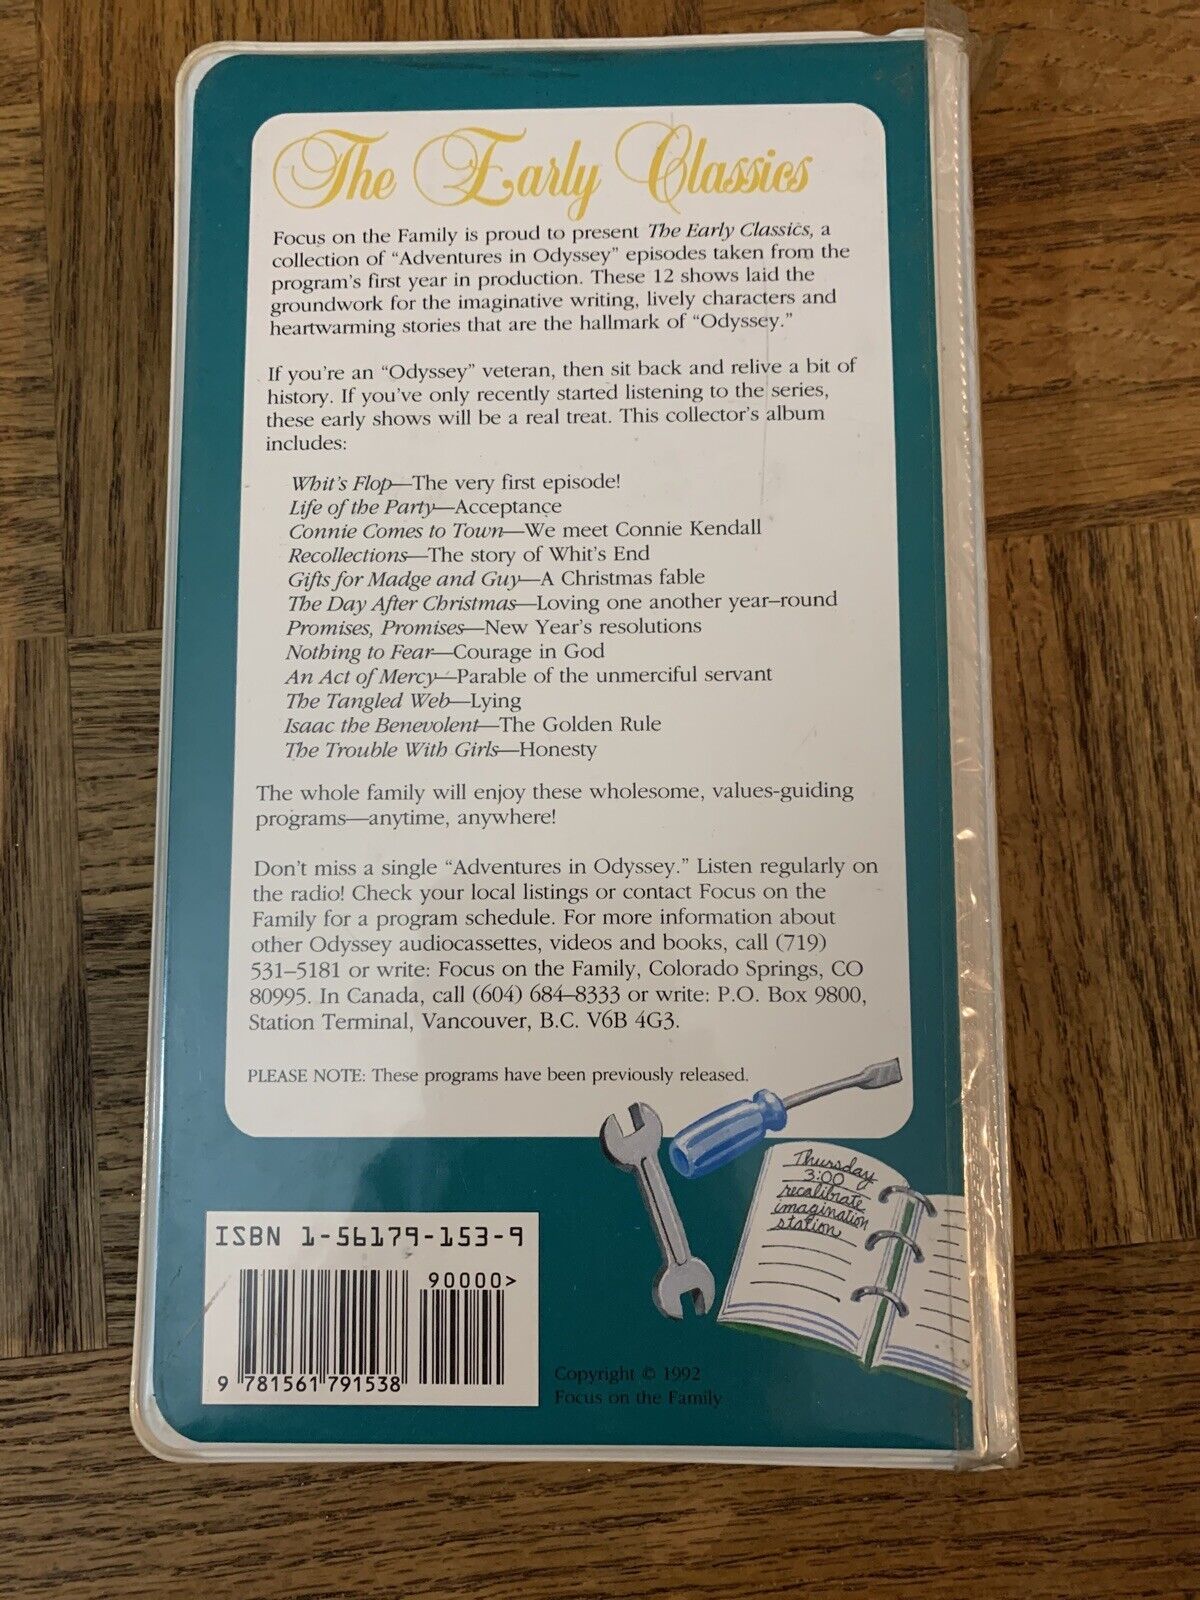 The Early Classics
Focus on the Family is proud to present The Early Classics, a
collection of “Adventures in Odyssey” episodes taken from the
program's first year in production. These 12 shows laid the
groundwork for the imaginative writing, lively characters and
heartwarming stories that are the hallmark of “Odyssey.”
If you're an “Odyssey” veteran, then sit back and relive a bit of
history. If you've only recently started listening to the series,
these early shows will be a real treat. This collector's album
includes:
Whit's Flop—The very first episode!
Life of the Party—Acceptance
Connie Comes to Town—We meet Connie Kendall
Recollections—The story of Whit's End
Gifts for Madge and Guy—A Christmas fable
The Day After Christmas—Loving one another year–round
Promises, Promises—New Year's resolutions
Nothing to Fear—Courage in God
An Act of Mercy—Parable of the unmerciful servant
The Tangled Web—Lying
Isaac the Benevolent—The Golden Rule
The Trouble With Girls—Honesty
The whole family will enjoy these wholesome, values-guiding
programs—anytime, anywhere!
Don't miss a single “Adventures in Odyssey.” Listen regularly on
the radio! Check your local listings or contact Focus on the
Family for a program schedule. For more information about
other Odyssey audiocassettes, videos and books, call (719)
531–5181 or write: Focus on the Family, Colorado Springs, CO
80995. In Canada, call (604) 684–8333 or write: P.O. Box 9800,
Station Terminal, Vancouver, B.C. V6B 4G3.
PLEASE NOTE: These programs have been previously released.
Thursday
3:00
recalibrate
imagination
station
ISBN 1-56179-153-9
90000>
9 781561 791538
Copyright © 1992
Focus on the Family